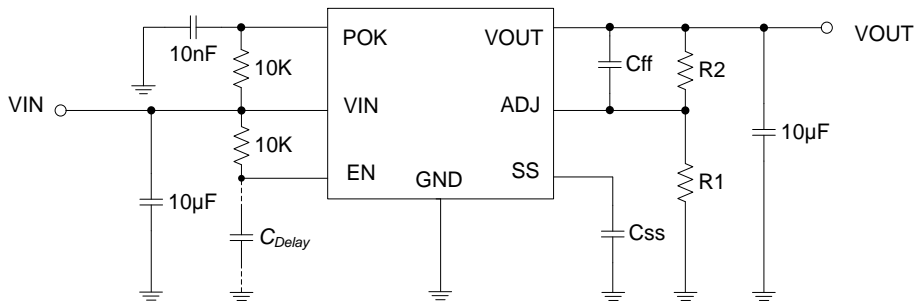 POK
VOUT
VOUT
10nF
10K
Cff
R2
VIN
VIN
ADJ
10K
10µF
EN
GND
SS
R1
10µF
CDelay
Css